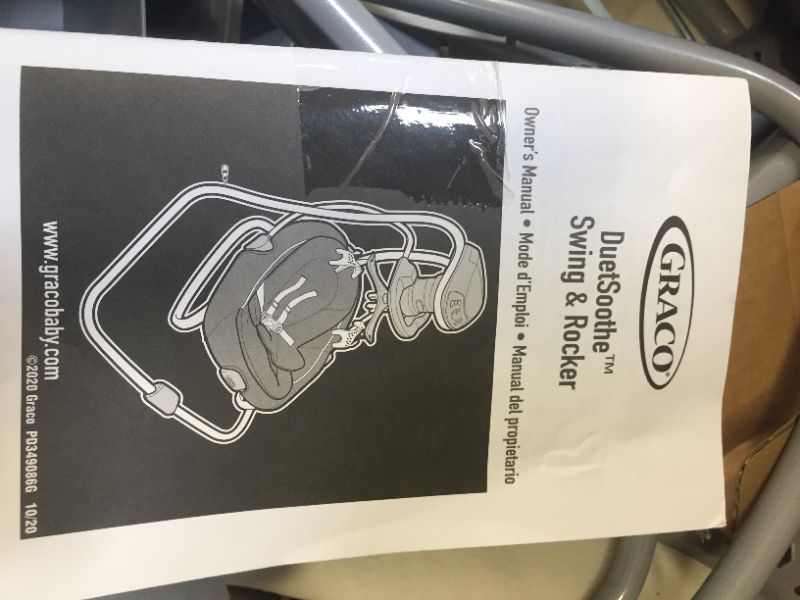 GRACO®
DuetSoothe™
Swing & Rocker
Owner's Manual • Mode d'Emploi • Manual del propietario
www.gracobaby.com
©2020 Graco PD349086G 10/20